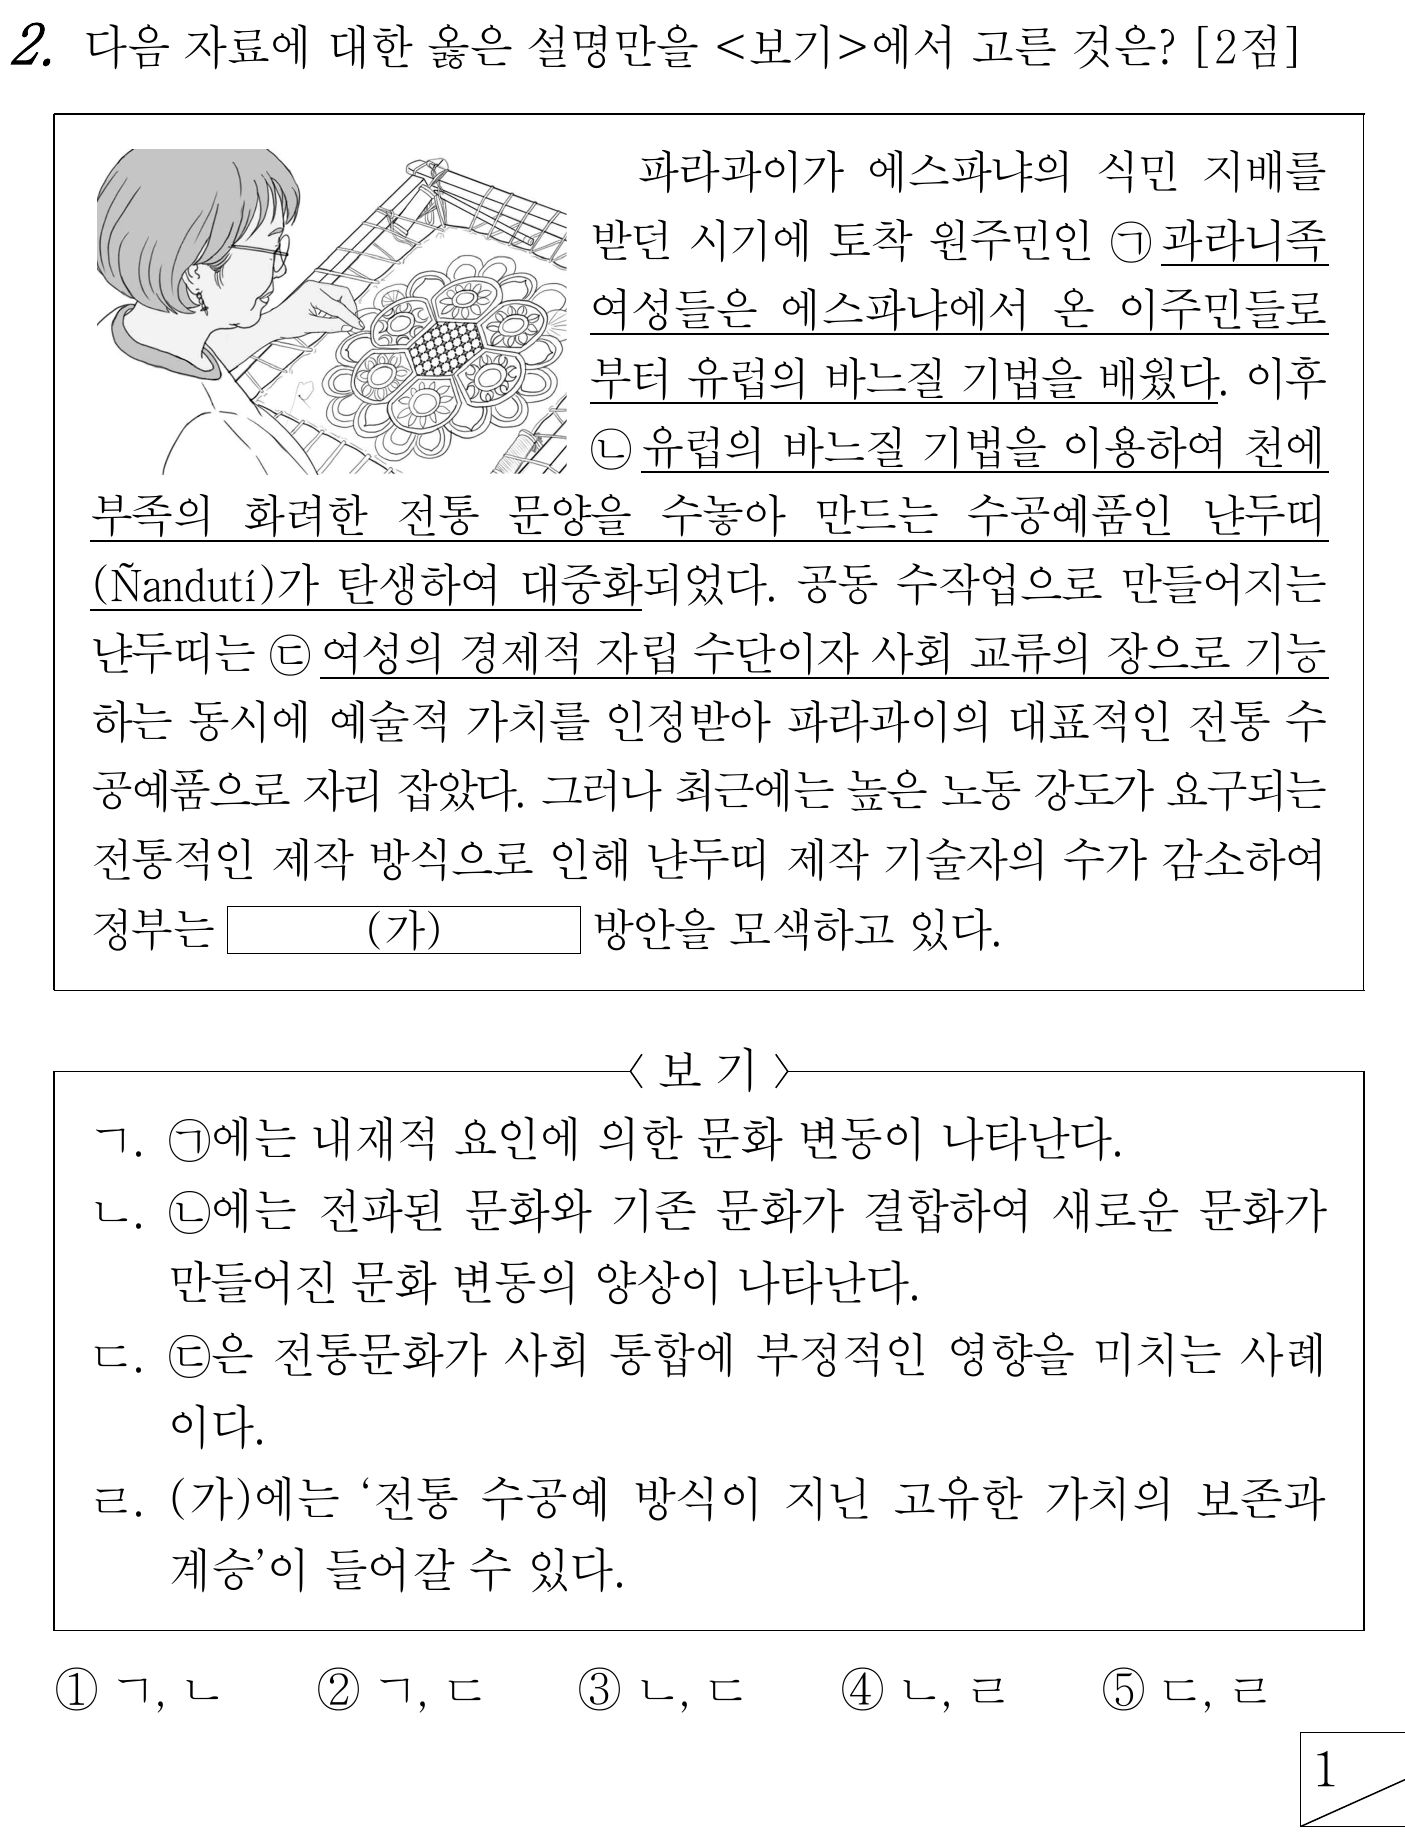 2. 다음 자료에 대한 옳은 설명만을 <보기>에서 고른 것은? [2점]
파라과이가 에스파냐의 식민 지배를
받던 시기에 토착 원주민인 ㉠과라니족
여성들은 에스파냐에서 온 이주민들로
부터 유럽의 바느질 기법을 배웠다. 이후
㉡유럽의 바느질 기법을 이용하여 천에
부족의 화려한 전통 문양을 수놓아 만드는 수공예품인 냔두띠
(Ñandutí)가 탄생하여 대중화되었다. 공동 수작업으로 만들어지는
냔두띠는 ㉢여성의 경제적 자립 수단이자 사회 교류의 장으로 기능
하는 동시에 예술적 가치를 인정받아 파라과이의 대표적인 전통 수
공예품으로 자리 잡았다. 그러나 최근에는 높은 노동 강도가 요구되는
전통적인 제작 방식으로 인해 냔두띠 제작 기술자의 수가 감소하여
정부는 (가) 방안을 모색하고 있다.
〈 보 기 〉
ㄱ. ㉠에는 내재적 요인에 의한 문화 변동이 나타난다.
ㄴ. ㉡에는 전파된 문화와 기존 문화가 결합하여 새로운 문화가
만들어진 문화 변동의 양상이 나타난다.
ㄷ. ㉢은 전통문화가 사회 통합에 부정적인 영향을 미치는 사례
이다.
ㄹ. (가)에는 ‘전통 수공예 방식이 지닌 고유한 가치의 보존과
계승’이 들어갈 수 있다.
① ㄱ, ㄴ ② ㄱ, ㄷ ③ ㄴ, ㄷ ④ ㄴ, ㄹ ⑤ ㄷ, ㄹ
1